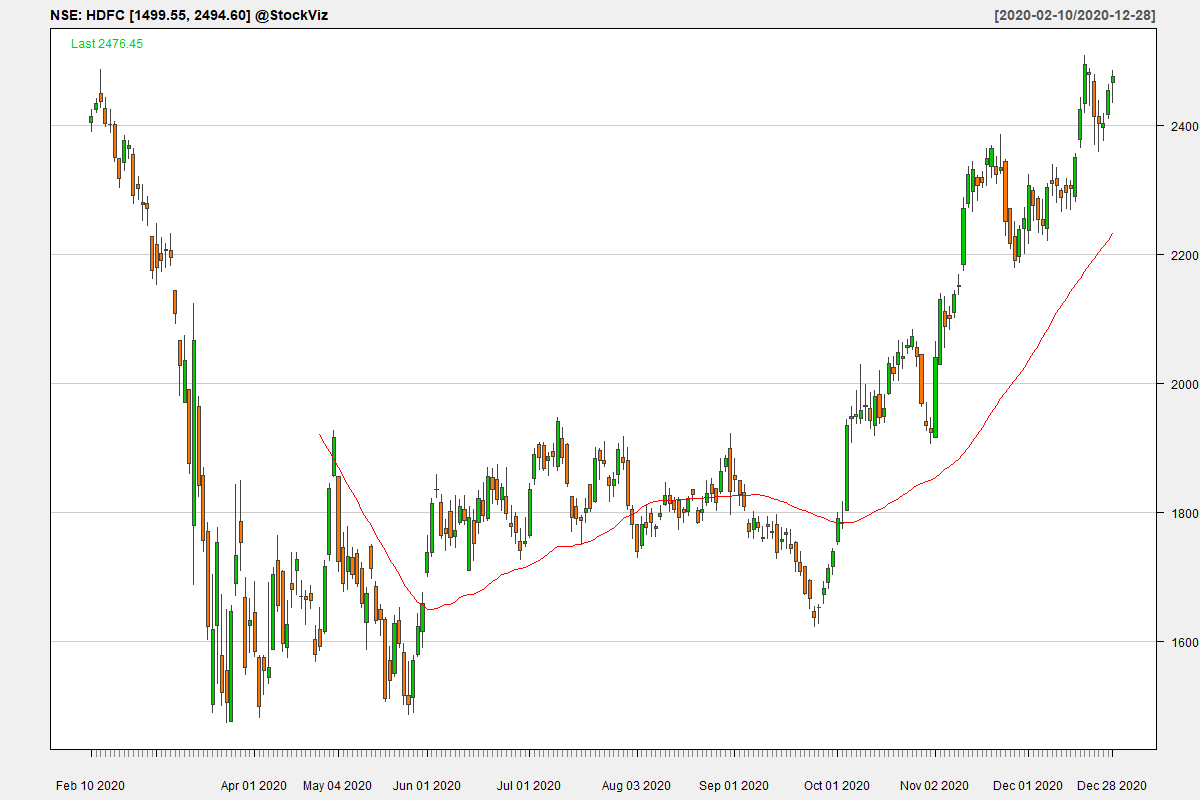 NSE: HDFC [1499.55, 2494.60] @StockViz [2020-02-10/2020-12-28]
Last 2476.45
2400
2200
2000
1800
1600
Feb 10 2020 Apr 01 2020 May 04 2020 Jun 01 2020 Jul 01 2020 Aug 03 2020 Sep 01 2020 Oct 01 2020 Nov 02 2020 Dec 01 2020 Dec 28 2020